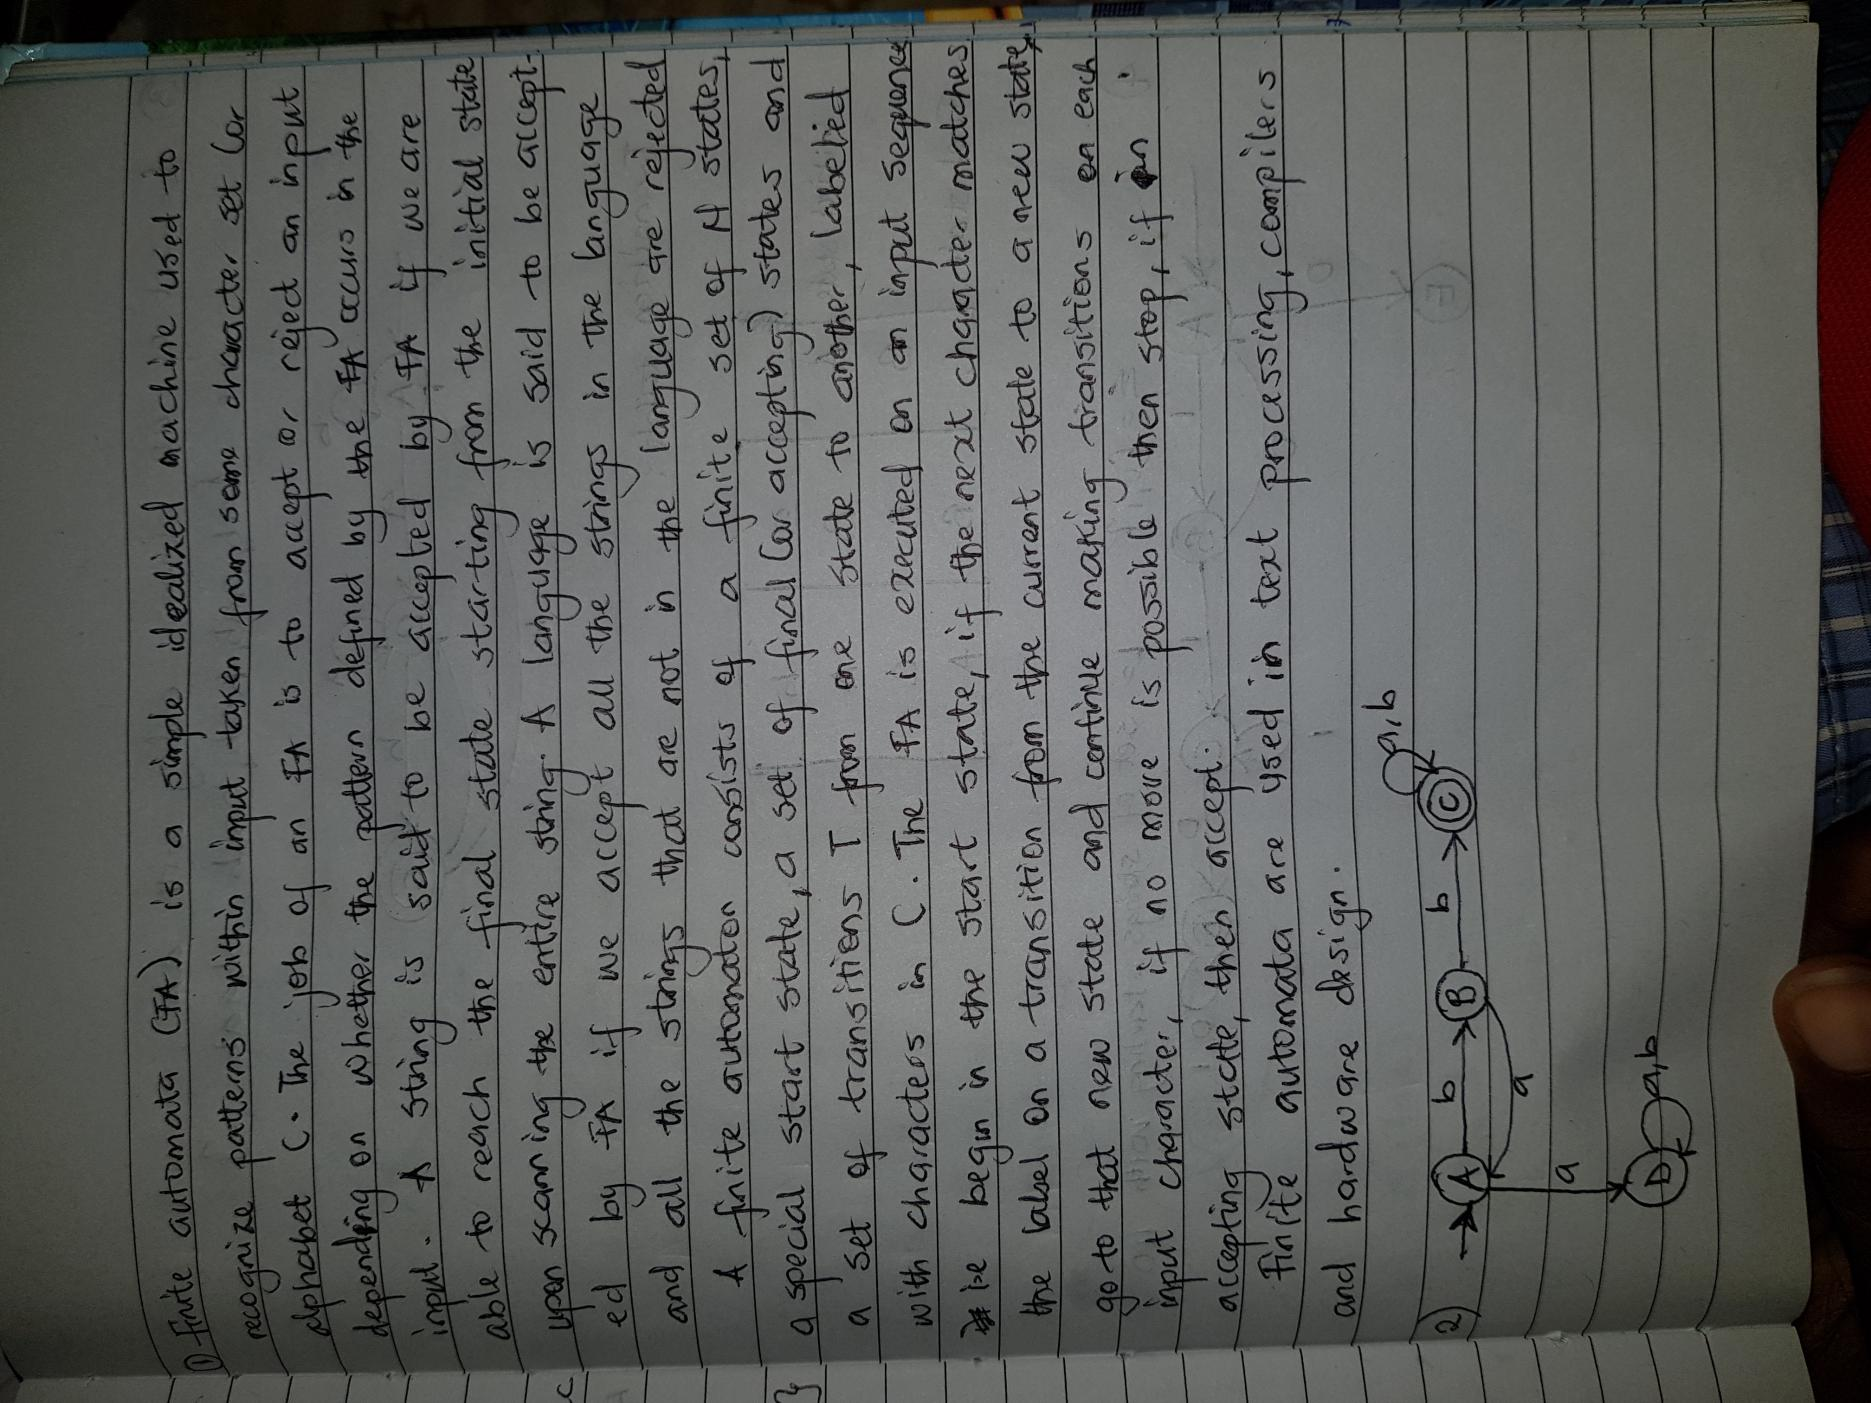 ① Finite automata (FA) is a simple idealized machine used to
recognize patterns within input taken from some character set (or
alphabet C. The job of an FA is to accept or reject an input
depending on whether the pattern defined by the FA occurs in the
input. A string is said to be accepted by FA if we are
able to reach the final state starting from the initial state
upon scanning the entire string. A language is said to be accept-
ed by FA if we accept all the strings in the language
and all the strings that are not in the language are rejected
A finite automaton consists of a finite set of N states,
a special start state, a set of final (or accepting) states and
a set of transitions T from one state to another, labelled
with characters in C. The FA is executed on an input sequence
i.e begin in the start state, if the next character matches
the label on a transition from the current state to a new state,
go to that new state and continue making transitions on each
input character, if no move is possible then stop, if in
accepting state, then accept.
Finite automata are used in text processing, compilers
and hardware design.
2)
a,b
A b B b C
a
a
D a,b
c
}